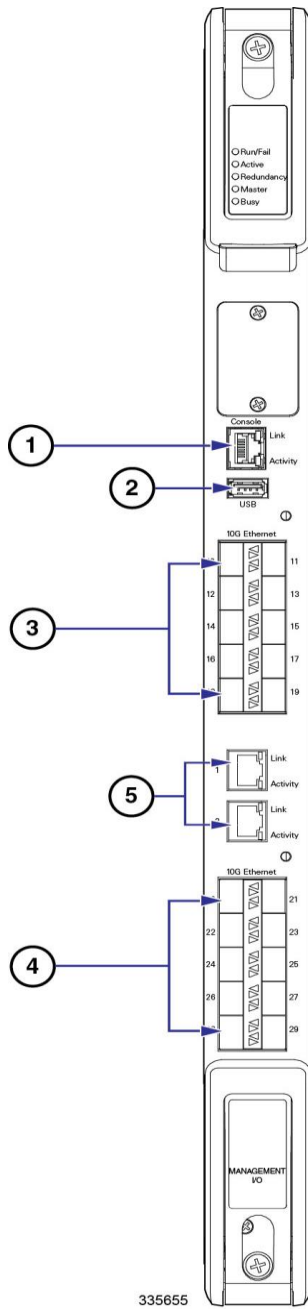 Run/Fail
Active
Redundancy
Master
Busy
Console
Link
1
Activity
2
USB
10G Ethernet
11
12 13
3
14 15
16 17
19
Link
5
1
Activity
Link
Activity
10G Ethernet
21
22 23
4
24 25
26 27
29
MANAGEMENT
I/O
335655